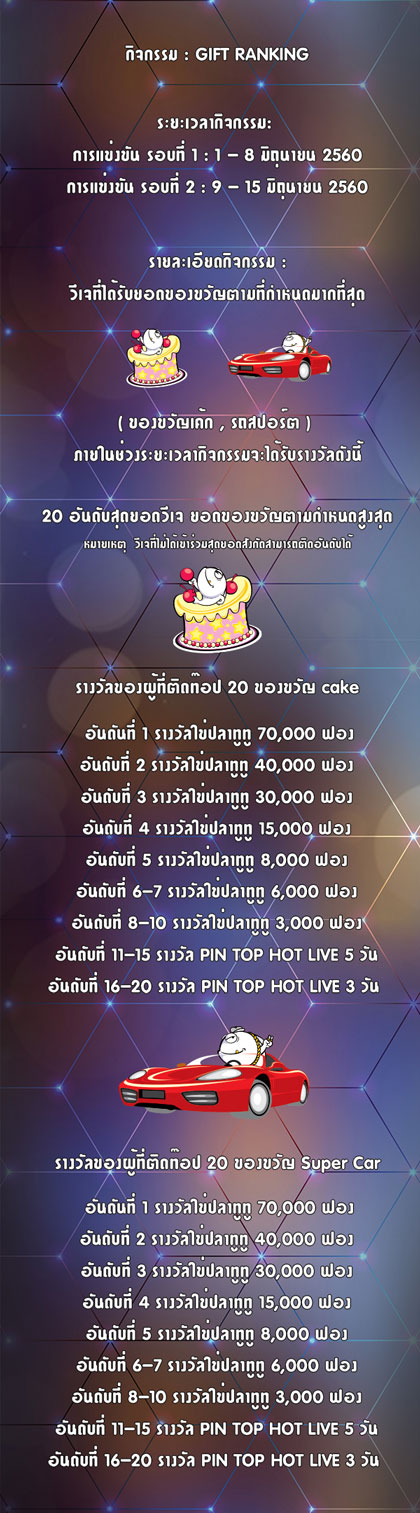 กิจกรรม : GIFT RANKING
ระยะเวลากิจกรรม:
การแข่งขัน รอบที่ 1 : 1 – 8 มิถุนายน 2560
การแข่งขัน รอบที่ 2 : 9 – 15 มิถุนายน 2560
รายละเอียดกิจกรรม :
วีเจที่ได้รับยอดของขวัญตามที่กำหนดมากที่สุด
( ของขวัญเค้ก , รถสปอร์ต )
ภายในช่วงระยะเวลากิจกรรมจะได้รับรางวัลดังนี้
20 อันดับสุดยอดวีเจ ยอดของขวัญตามกำหนดสูงสุด
หมายเหตุ วีเจที่ไม่ได้เข้าร่วมสุดยอดสังกัดสามารถติดอันดับได้
รางวัลของผู้ที่ติดท๊อป 20 ของขวัญ cake
อันดันที่ 1 รางวัลไข่ปลาทูทู 70,000 ฟอง
อันดับที่ 2 รางวัลไข่ปลาทูทู 40,000 ฟอง
อันดับที่ 3 รางวัลไข่ปลาทูทู 30,000 ฟอง
อันดับที่ 4 รางวัลไข่ปลาทูทู 15,000 ฟอง
อันดับที่ 5 รางวัลไข่ปลาทูทู 8,000 ฟอง
อันดับที่ 6–7 รางวัลไข่ปลาทูทู 6,000 ฟอง
อันดับที่ 8–10 รางวัลไข่ปลาทูทู 3,000 ฟอง
อันดับที่ 11–15 รางวัล PIN TOP HOT LIVE 5 วัน
อันดับที่ 16–20 รางวัล PIN TOP HOT LIVE 3 วัน
รางวัลของผู้ที่ติดท๊อป 20 ของขวัญ Super Car
อันดันที่ 1 รางวัลไข่ปลาทูทู 70,000 ฟอง
อันดับที่ 2 รางวัลไข่ปลาทูทู 40,000 ฟอง
อันดับที่ 3 รางวัลไข่ปลาทูทู 30,000 ฟอง
อันดับที่ 4 รางวัลไข่ปลาทูทู 15,000 ฟอง
อันดับที่ 5 รางวัลไข่ปลาทูทู 8,000 ฟอง
อันดับที่ 6–7 รางวัลไข่ปลาทูทู 6,000 ฟอง
อันดับที่ 8–10 รางวัลไข่ปลาทูทู 3,000 ฟอง
อันดับที่ 11–15 รางวัล PIN TOP HOT LIVE 5 วัน
อันดับที่ 16–20 รางวัล PIN TOP HOT LIVE 3 วัน